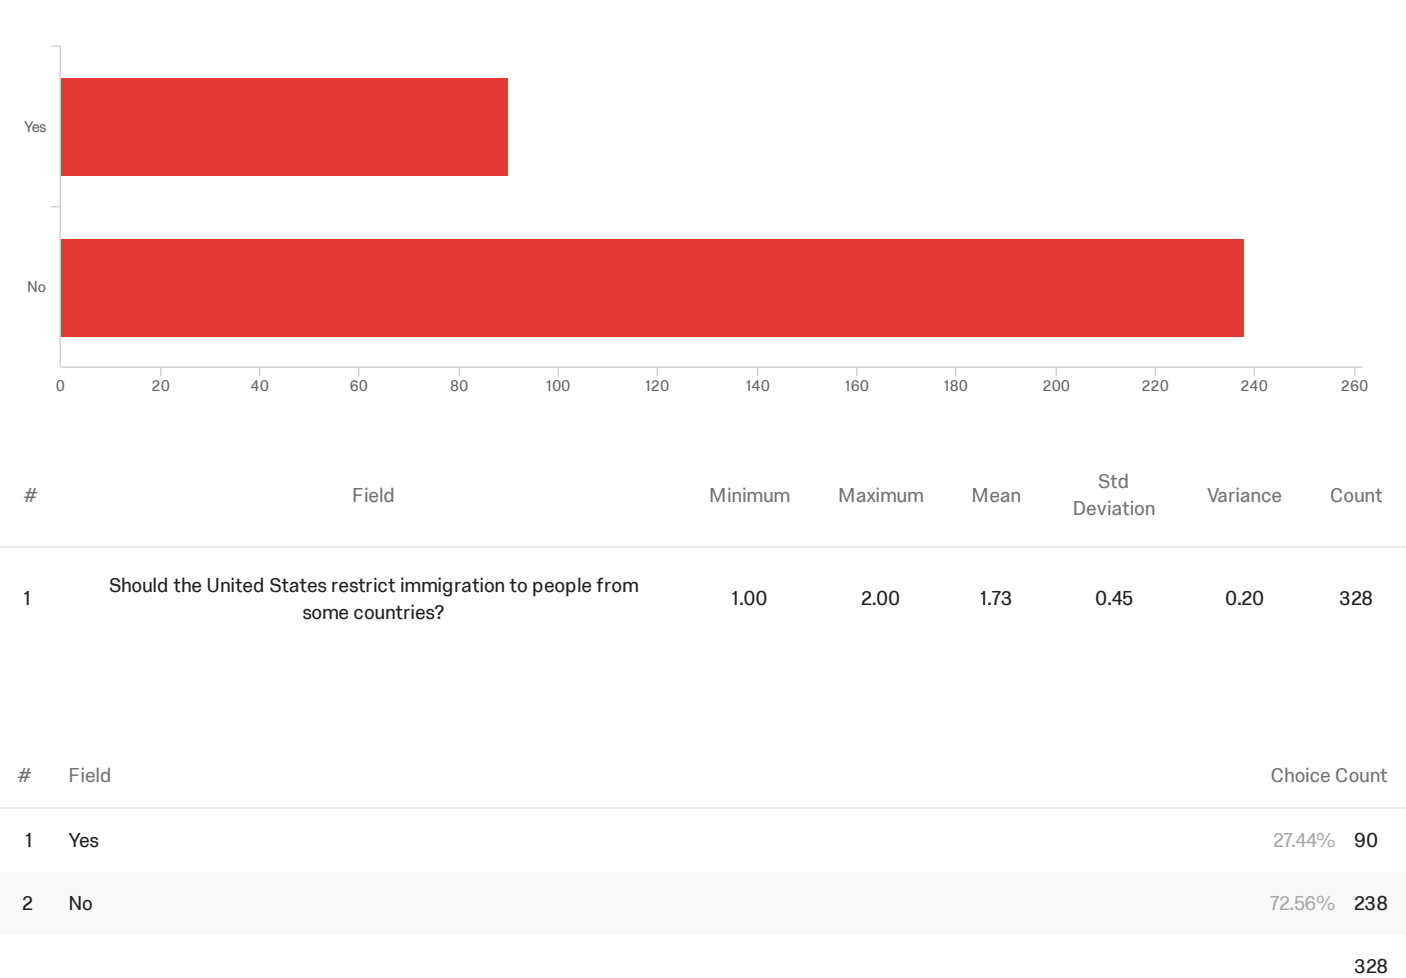 Yes
No
0 20 40 60 80 100 120 140 160 180 200 220 240 260
# Field Minimum Maximum Mean Std Deviation Variance Count
1 Should the United States restrict immigration to people from
some countries? 1.00 2.00 1.73 0.45 0.20 328
# Field Choice Count
1 Yes 27.44% 90
2 No 72.56% 238
328